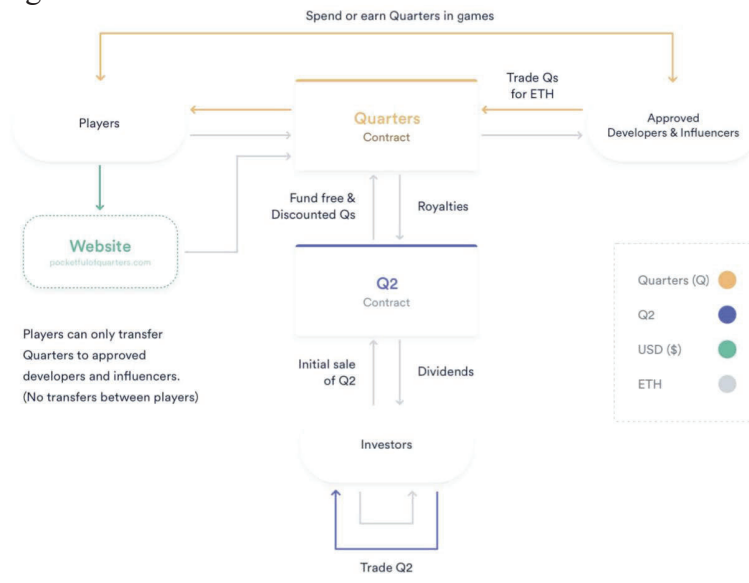 Spend or earn Quarters in games
Players
Quarters
Contract
Trade Qs
for ETH
Approved
Developers & Influencers
Fund free &
Discounted Qs
Royalties
Website
pocketfulofquarters.com
Q2
Contract
Quarters (Q)
Q2
USD ($)
ETH
Players can only transfer
Quarters to approved
developers and influencers.
(No transfers between players)
Initial sale
of Q2
Dividends
Investors
Trade Q2